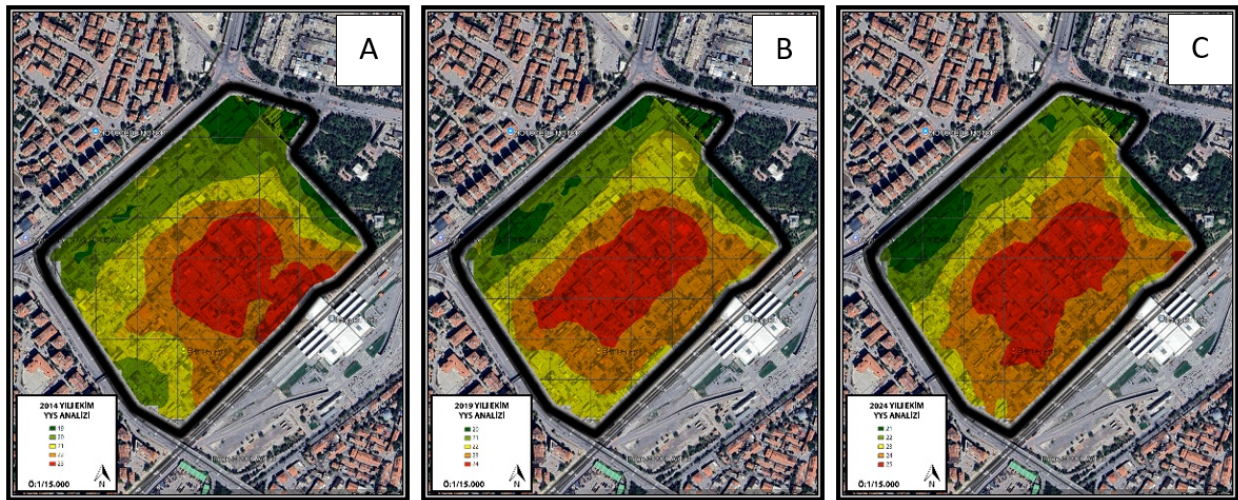 A
2014 YILI EKİM
YYS ANALİZİ
19
20
21
22
23
Ö:1/15.000
N
B
2019 YILI EKİM
YYS ANALİZİ
20
21
22
23
24
Ö:1/15.000
N
C
2024 YILI EKİM
YYS ANALİZİ
21
22
23
24
25
Ö:1/15.000
N